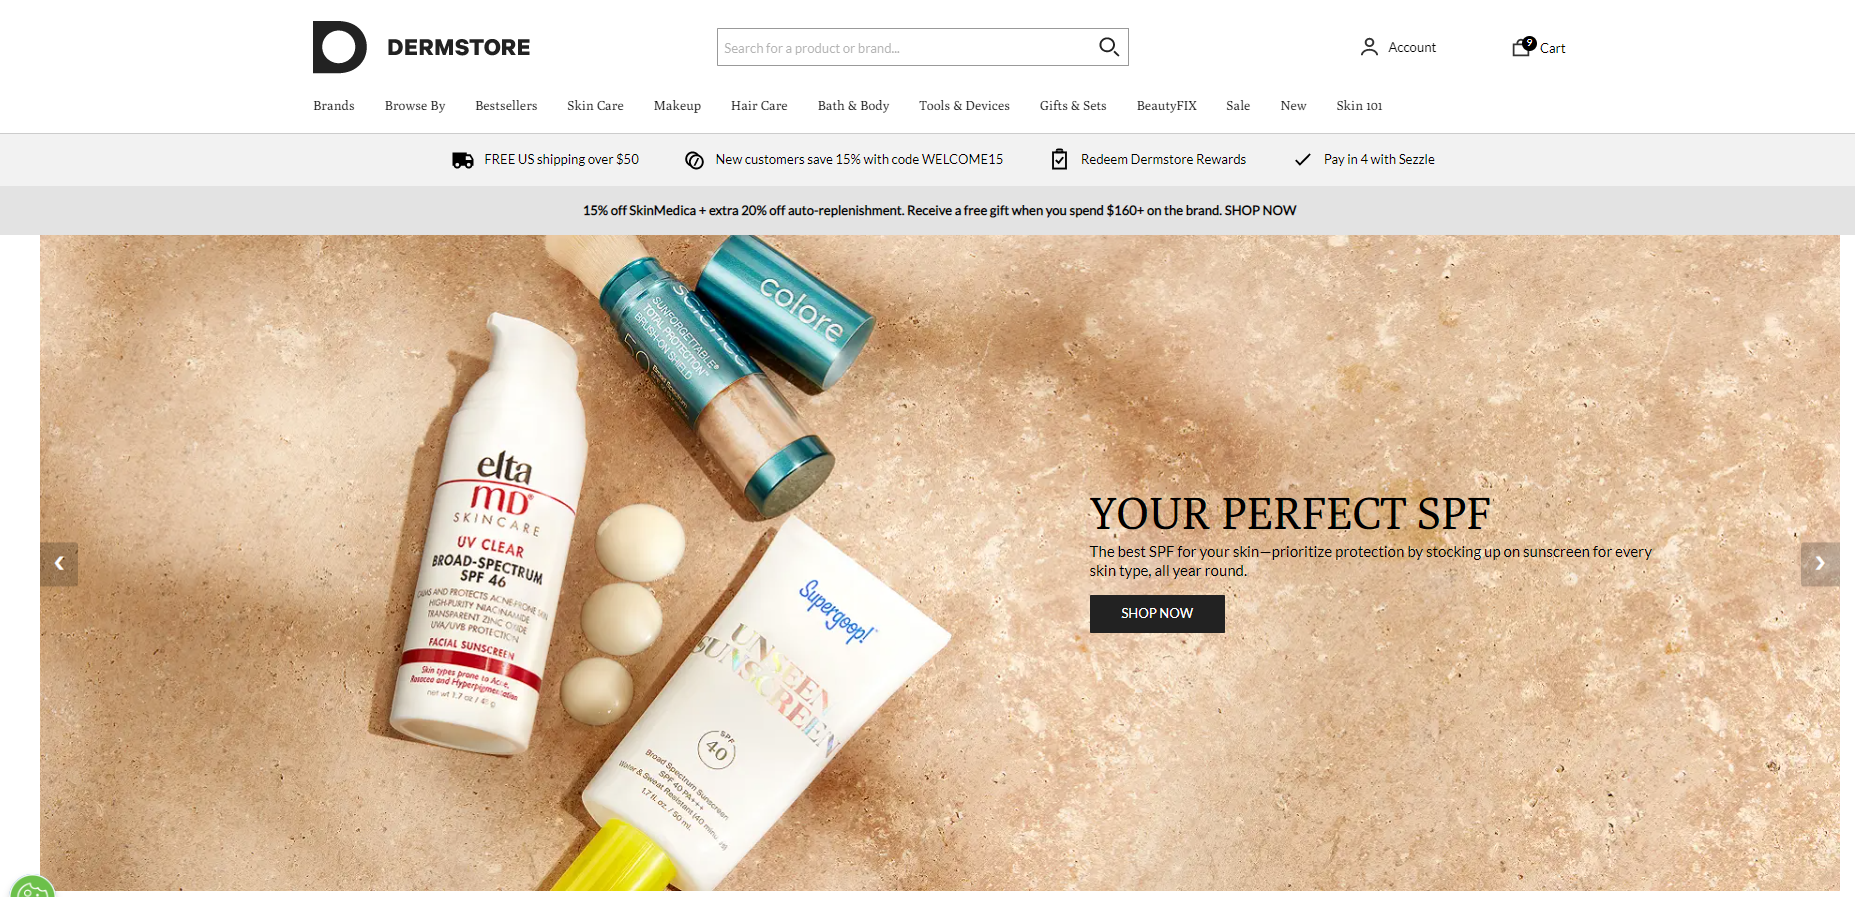 DERMSTORE
Search for a product or brand...
Account
9
Cart
Brands
Browse By
Bestsellers
Skin Care
Makeup
Hair Care
Bath & Body
Tools & Devices
Gifts & Sets
BeautyFIX
Sale
New
Skin 101
FREE US shipping over $50
New customers save 15% with code WELCOME15
Redeem Dermstore Rewards
Pay in 4 with Sezzle
15% off SkinMedica + extra 20% off auto-replenishment. Receive a free gift when you spend $160+ on the brand. SHOP NOW
colore
SUNFORGETTABLE®
TOTAL PROTECTION™
BRUSH-ON SHIELD
50
elta
MD®
SKINCARE
UV CLEAR
BROAD-SPECTRUM
SPF 46
CALMS AND PROTECTS ACNE-PRONE SKIN
HIGH-PURITY NIACINAMIDE
TRANSPARENT ZINC OXIDE
UVA/UVB PROTECTION
FACIAL SUNSCREEN
Skin types prone to Acne,
Rosacea and Hyperpigmentation
net wt 1.7 oz / 48 g
Supergoop!
UNSEEN
SUNSCREEN
SPF
40
Broad Spectrum Sunscreen
SPF 40 PA+++
Water & Sweat Resistant (40
1.7 fl. oz. / 50 ml.
YOUR PERFECT SPF
The best SPF for your skin—prioritize protection by stocking up on sunscreen for every
skin type, all year round.
SHOP NOW